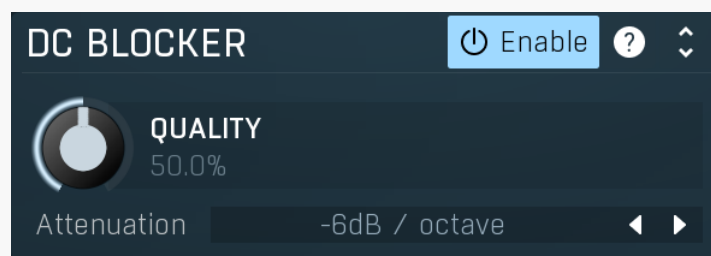 DC BLOCKER Enable ?
QUALITY
50.0%
Attenuation -6dB / octave